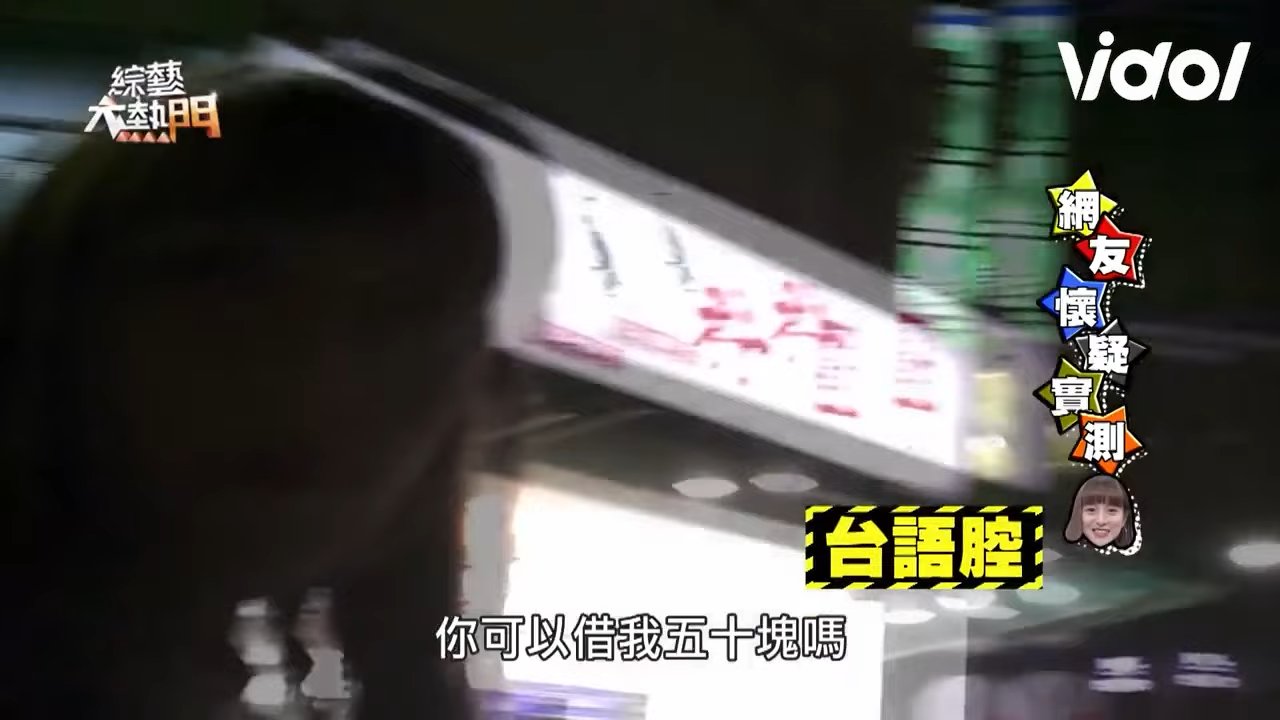 綜藝
大熱門
Vidol
網友懷疑實測
台語腔
你可以借我五十塊嗎